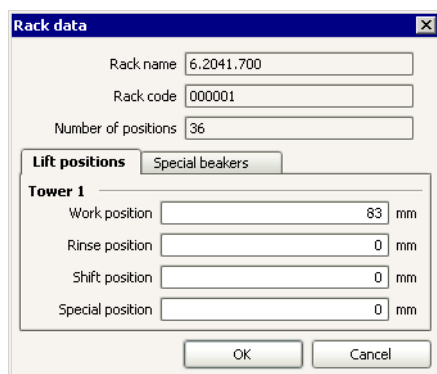 Rack data
Rack name 6.2041.700
Rack code 000001
Number of positions 36
Lift positions Special beakers
Tower 1
Work position 83 mm
Rinse position 0 mm
Shift position 0 mm
Special position 0 mm
OK Cancel